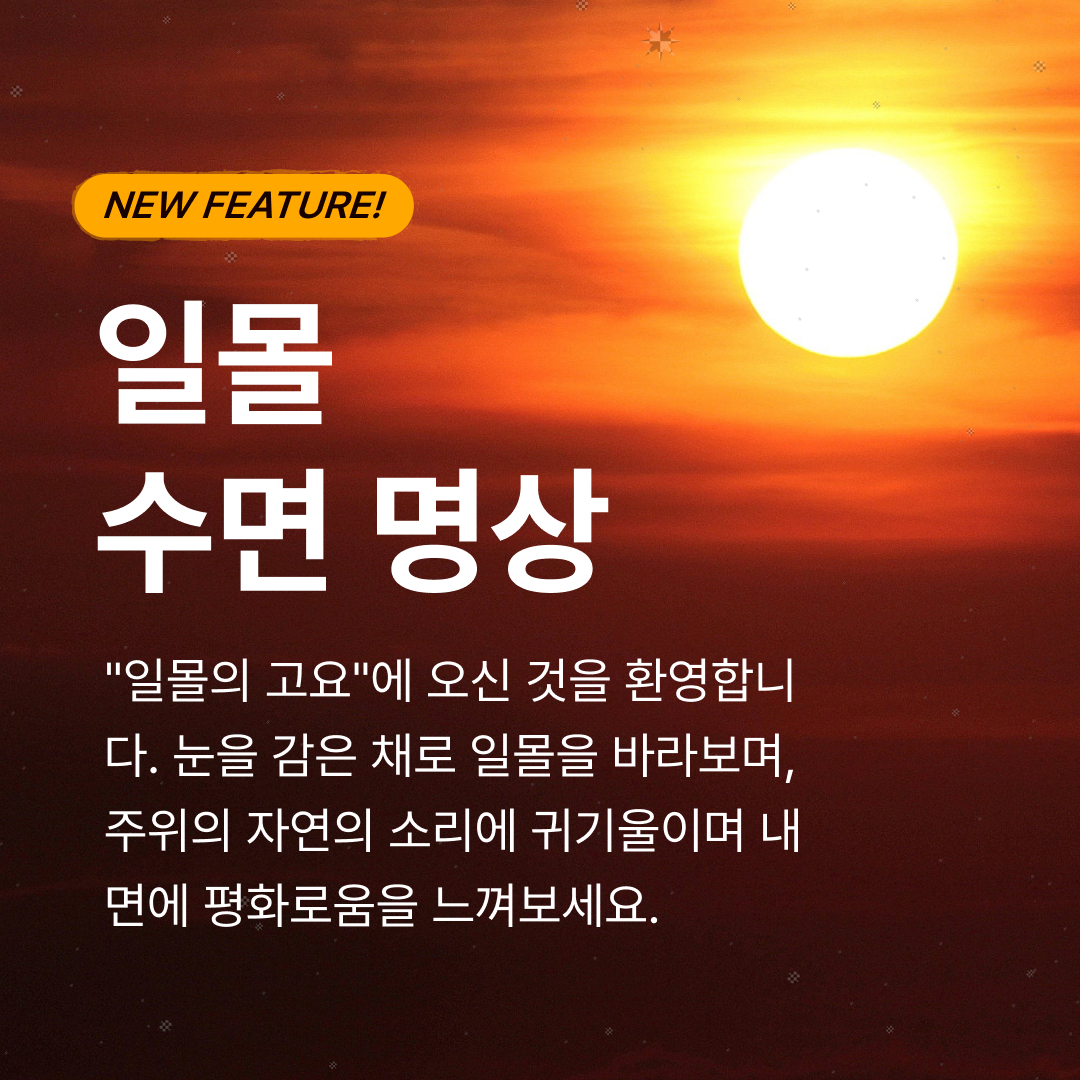 NEW FEATURE!
일몰
수면 명상
"일몰의 고요"에 오신 것을 환영합니
다. 눈을 감은 채로 일몰을 바라보며,
주위의 자연의 소리에 귀기울이며 내
면에 평화로움을 느껴보세요.